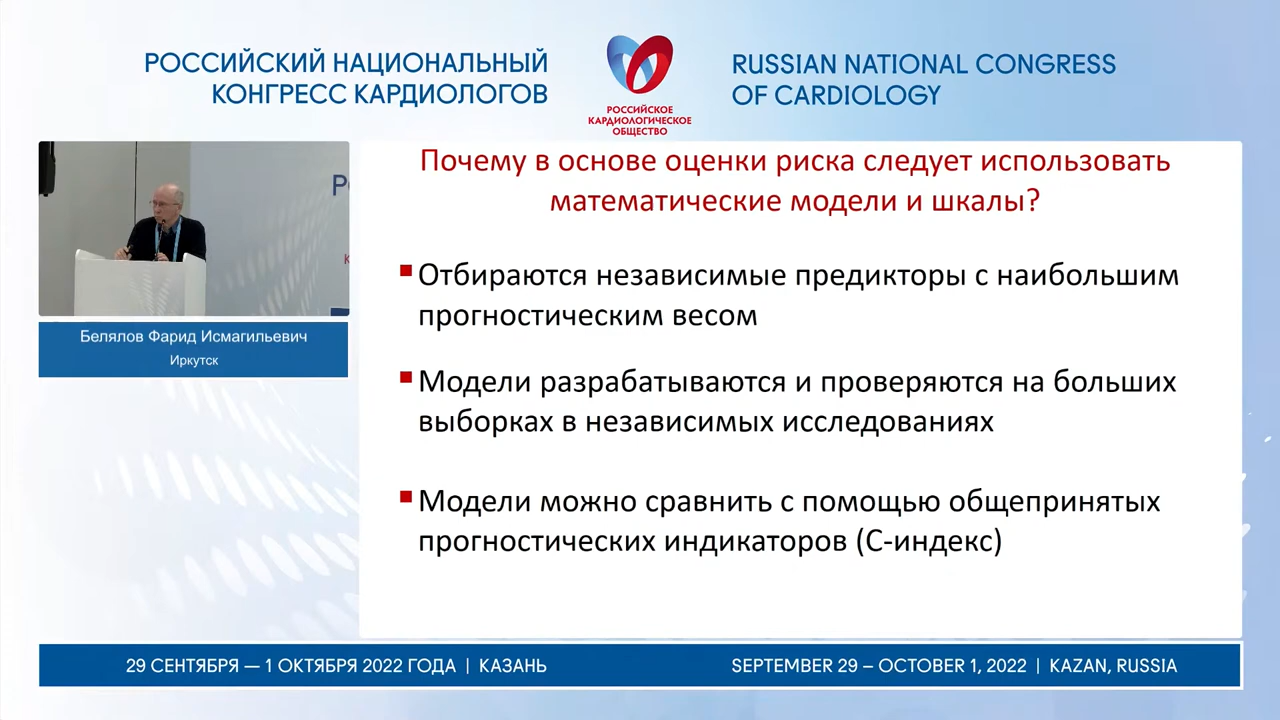 РОССИЙСКИЙ НАЦИОНАЛЬНЫЙ
КОНГРЕСС КАРДИОЛОГОВ
РОССИЙСКОЕ
КАРДИОЛОГИЧЕСКОЕ
ОБЩЕСТВО
RUSSIAN NATIONAL CONGRESS
OF CARDIOLOGY
Белялов Фарид Исмагильевич
Иркутск
Почему в основе оценки риска следует использовать
математические модели и шкалы?
▪ Отбираются независимые предикторы с наибольшим
прогностическим весом
▪ Модели разрабатываются и проверяются на больших
выборках в независимых исследованиях
▪ Модели можно сравнить с помощью общепринятых
прогностических индикаторов (С-индекс)
29 СЕНТЯБРЯ — 1 ОКТЯБРЯ 2022 ГОДА | КАЗАНЬ
SEPTEMBER 29 – OCTOBER 1, 2022 | KAZAN, RUSSIA